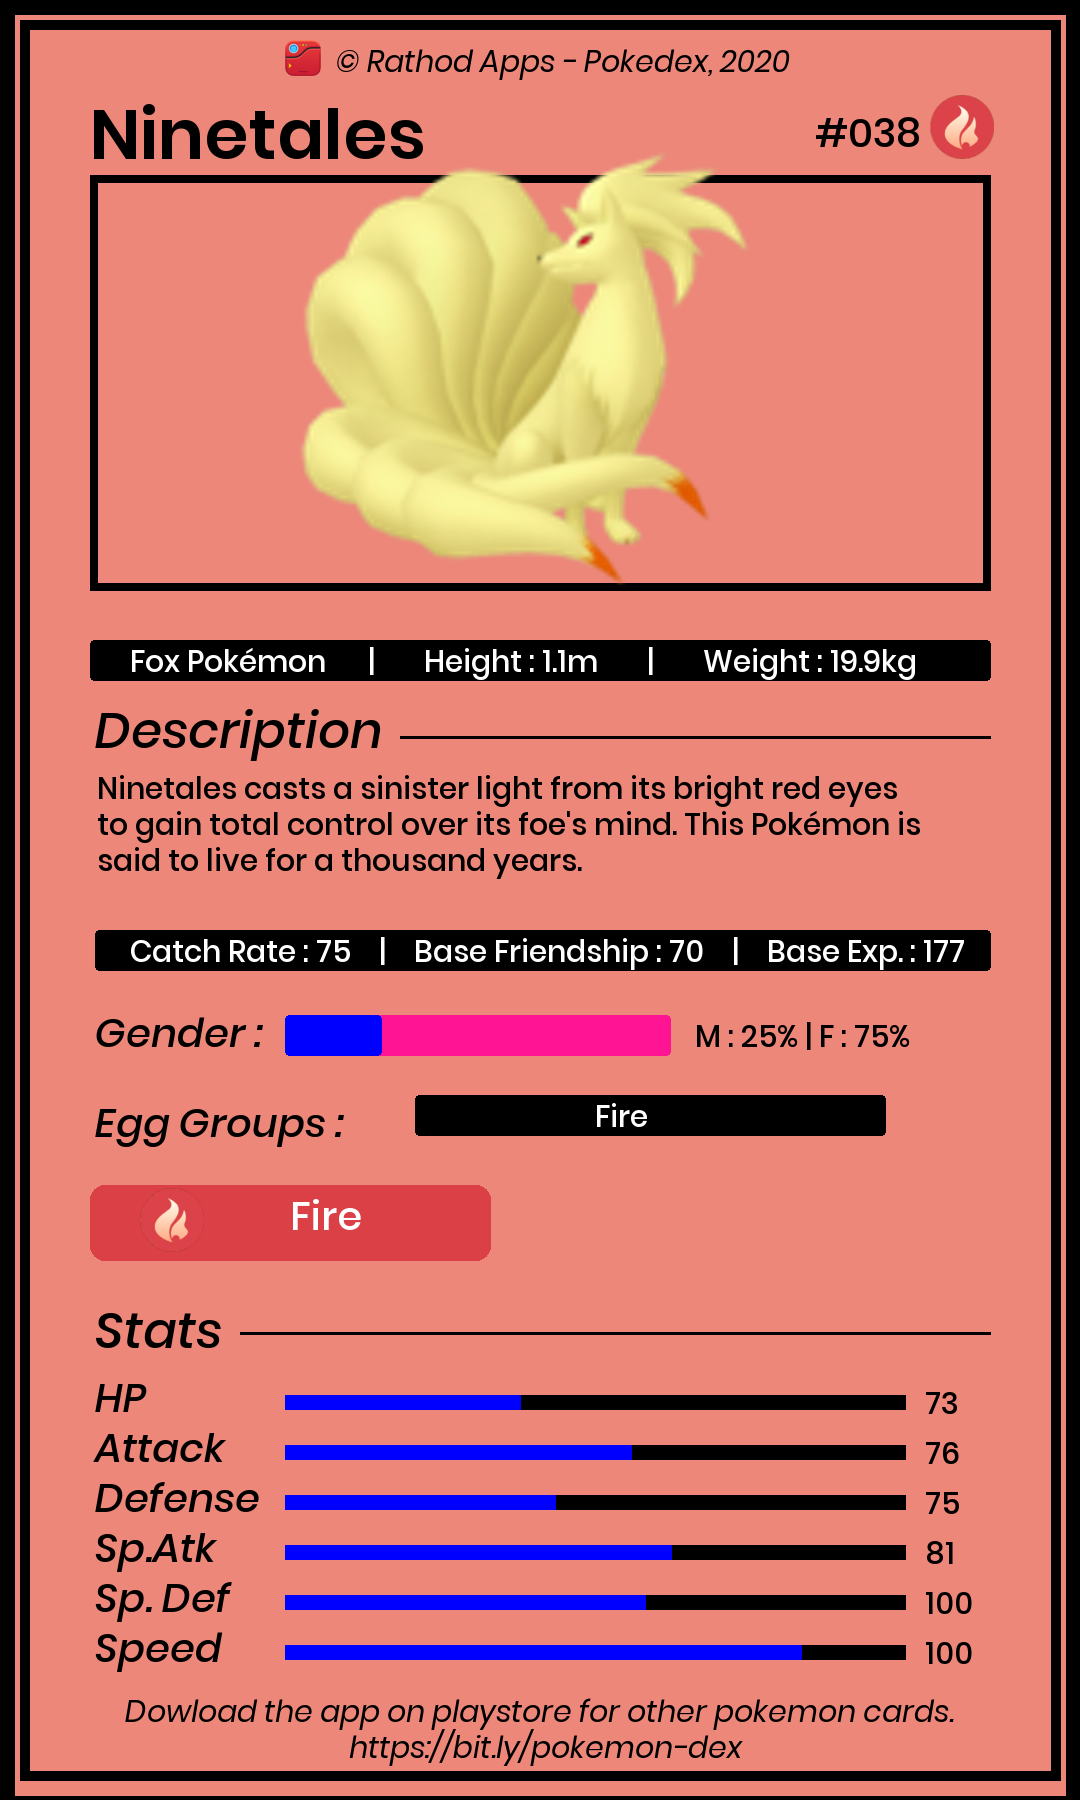 © Rathod Apps - Pokedex, 2020
Ninetales #038
Fox Pokémon | Height : 1.1m | Weight : 19.9kg
Description
Ninetales casts a sinister light from its bright red eyes
to gain total control over its foe's mind. This Pokémon is
said to live for a thousand years.
Catch Rate : 75 | Base Friendship : 70 | Base Exp. : 177
Gender : M : 25% | F : 75%
Egg Groups : Fire
Fire
Stats
HP 73
Attack 76
Defense 75
Sp.Atk 81
Sp. Def 100
Speed 100
Dowload the app on playstore for other pokemon cards.
https://bit.ly/pokemon-dex